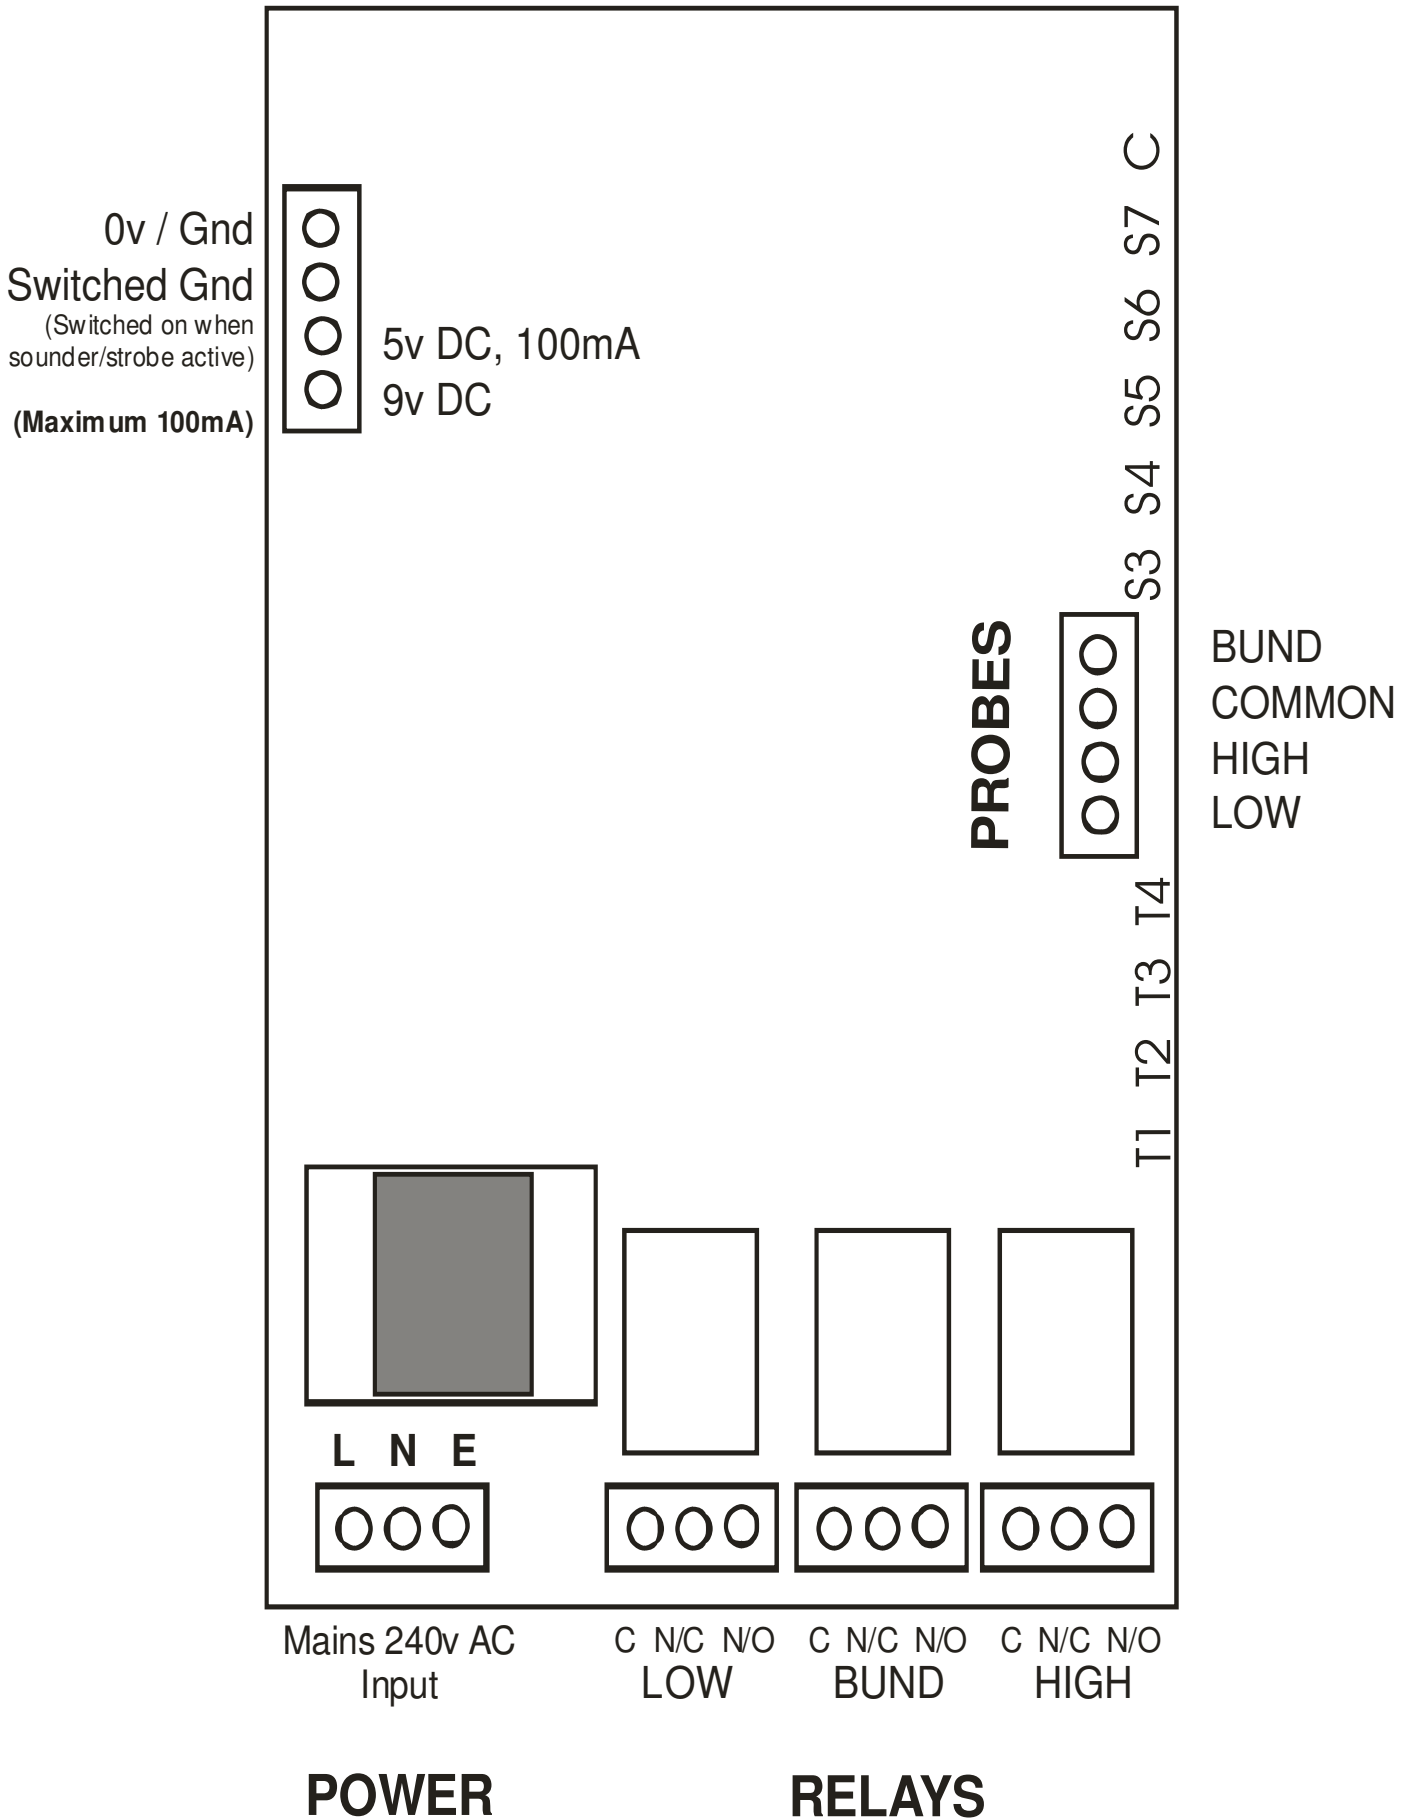 0v / Gnd
Switched Gnd
(Switched on when
sounder/strobe active)
(Maximum 100mA)
5v DC, 100mA
9v DC
C
S7
S6
S5
S4
S3
PROBES
BUND
COMMON
HIGH
LOW
T4
T3
T2
T1
L N E
Mains 240v AC
Input
C N/C N/O
LOW
C N/C N/O
BUND
C N/C N/O
HIGH
POWER
RELAYS